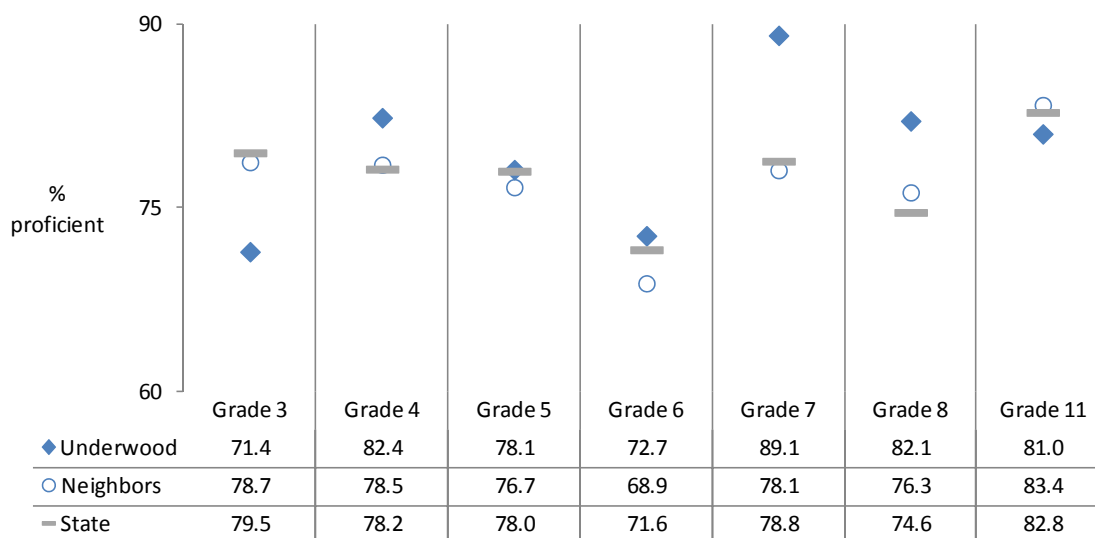 90
75
60
%
proficient
Grade 3 Grade 4 Grade 5 Grade 6 Grade 7 Grade 8 Grade 11
Underwood 71.4 82.4 78.1 72.7 89.1 82.1 81.0
Neighbors 78.7 78.5 76.7 68.9 78.1 76.3 83.4
State 79.5 78.2 78.0 71.6 78.8 74.6 82.8